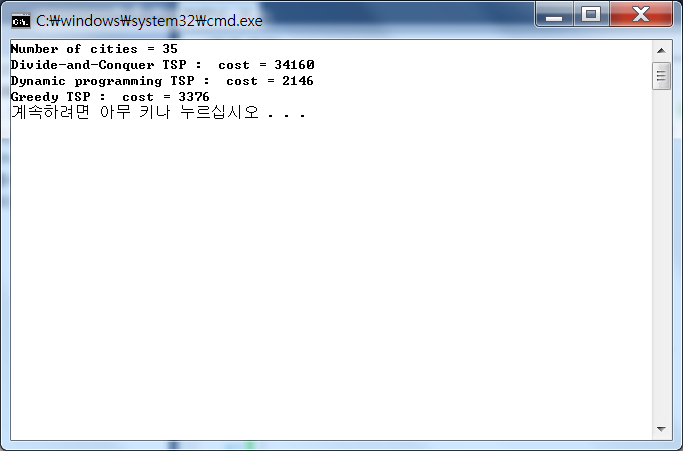 C:₩windows₩system32₩cmd.exe
Number of cities = 35
Divide-and-Conquer TSP :  cost = 34160
Dynamic programming TSP :  cost = 2146
Greedy TSP :  cost = 3376
계속하려면 아무 키나 누르십시오 . . .